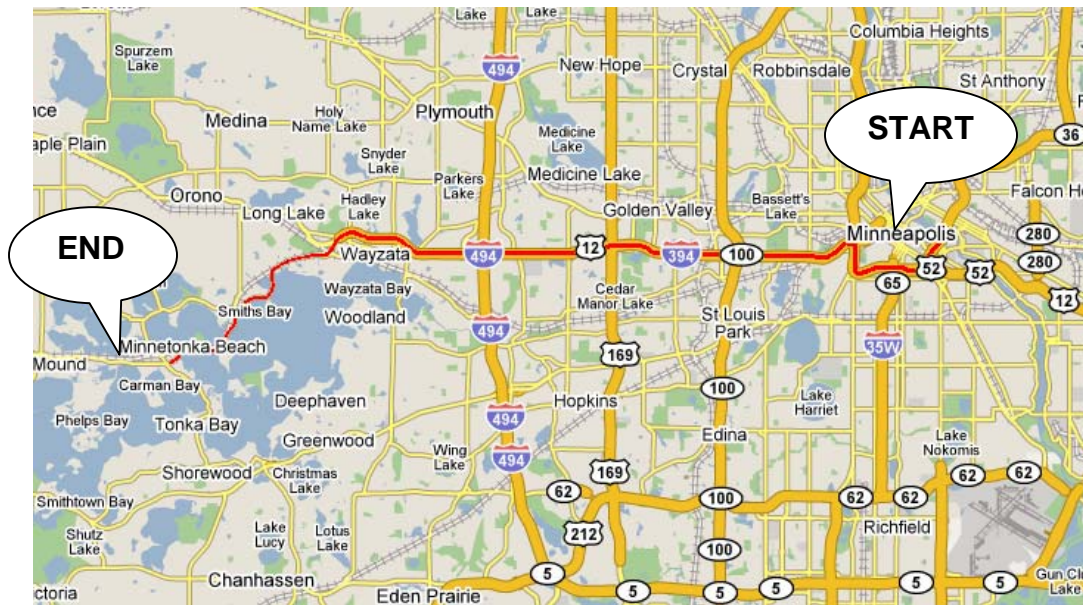 Lake
Lake
Columbia Heights
Spurzem
Lake
494
New Hope
Crystal
Robbinsdale
St Anthony
nce
Medina
Holy
Name Lake
Plymouth
START
36
aple Plain
Medicine
Lake
Snyder
Lake
Parkers
Lake
Medicine Lake
Bassett's
Lake
Falcon He
Orono
Hadley
Lake
Long Lake
Golden Valley
Minneapolis
END
Wayzata
494
12
394
100
280
280
52
52
65
12
Wayzata Bay
Cedar
Manor Lake
Smiths Bay
Woodland
494
St Louis
Park
Minnetonka Beach
169
35W
Mound
Carman Bay
100
Deephaven
Hopkins
Lake
Harriet
Phelps Bay
Tonka Bay
494
Greenwood
Edina
Wing
Lake
494
Lake
Nokomis
Shorewood
Christmas
Lake
169
62
62
Smithtown Bay
62
100
62
62
Richfield
Shutz
Lake
Lake
Lucy
Lotus
Lake
212
100
Chanhassen
5
5
5
5
5
Gun Clu
Lake
ctoria
Eden Prairie